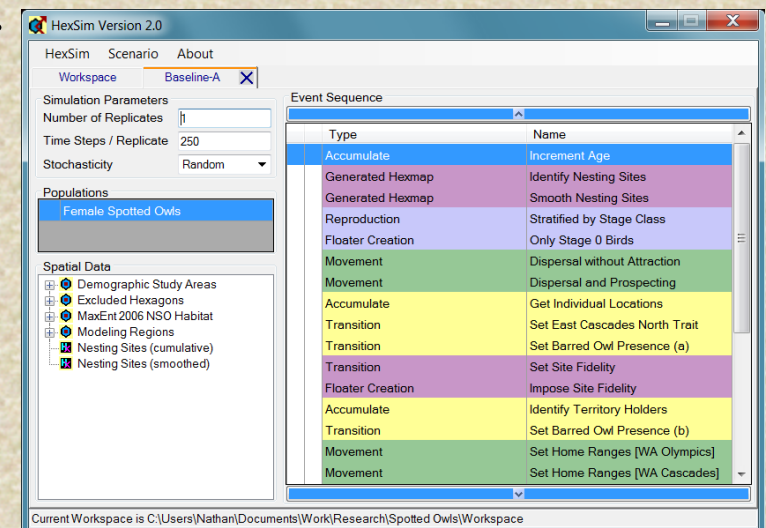 HexSim Version 2.0
HexSim Scenario About
Workspace Baseline-A
Simulation Parameters
Number of Replicates 1
Time Steps / Replicate 250
Stochasticity Random
Populations
Female Spotted Owls
Spatial Data
Demographic Study Areas
Excluded Hexagons
MaxEnt 2006 NSO Habitat
Modeling Regions
Nesting Sites (cumulative)
Nesting Sites (smoothed)
Event Sequence
Type Name
Accumulate Increment Age
Generated Hexmap Identify Nesting Sites
Generated Hexmap Smooth Nesting Sites
Reproduction Stratified by Stage Class
Floater Creation Only Stage 0 Birds
Movement Dispersal without Attraction
Movement Dispersal and Prospecting
Accumulate Get Individual Locations
Transition Set East Cascades North Trait
Transition Set Barred Owl Presence (a)
Transition Set Site Fidelity
Floater Creation Impose Site Fidelity
Accumulate Identify Territory Holders
Transition Set Barred Owl Presence (b)
Movement Set Home Ranges [WA Olympics]
Movement Set Home Ranges [WA Cascades]
Current Workspace is C:\Users\Nathan\Documents\Work\Research\Spotted Owls\Workspace